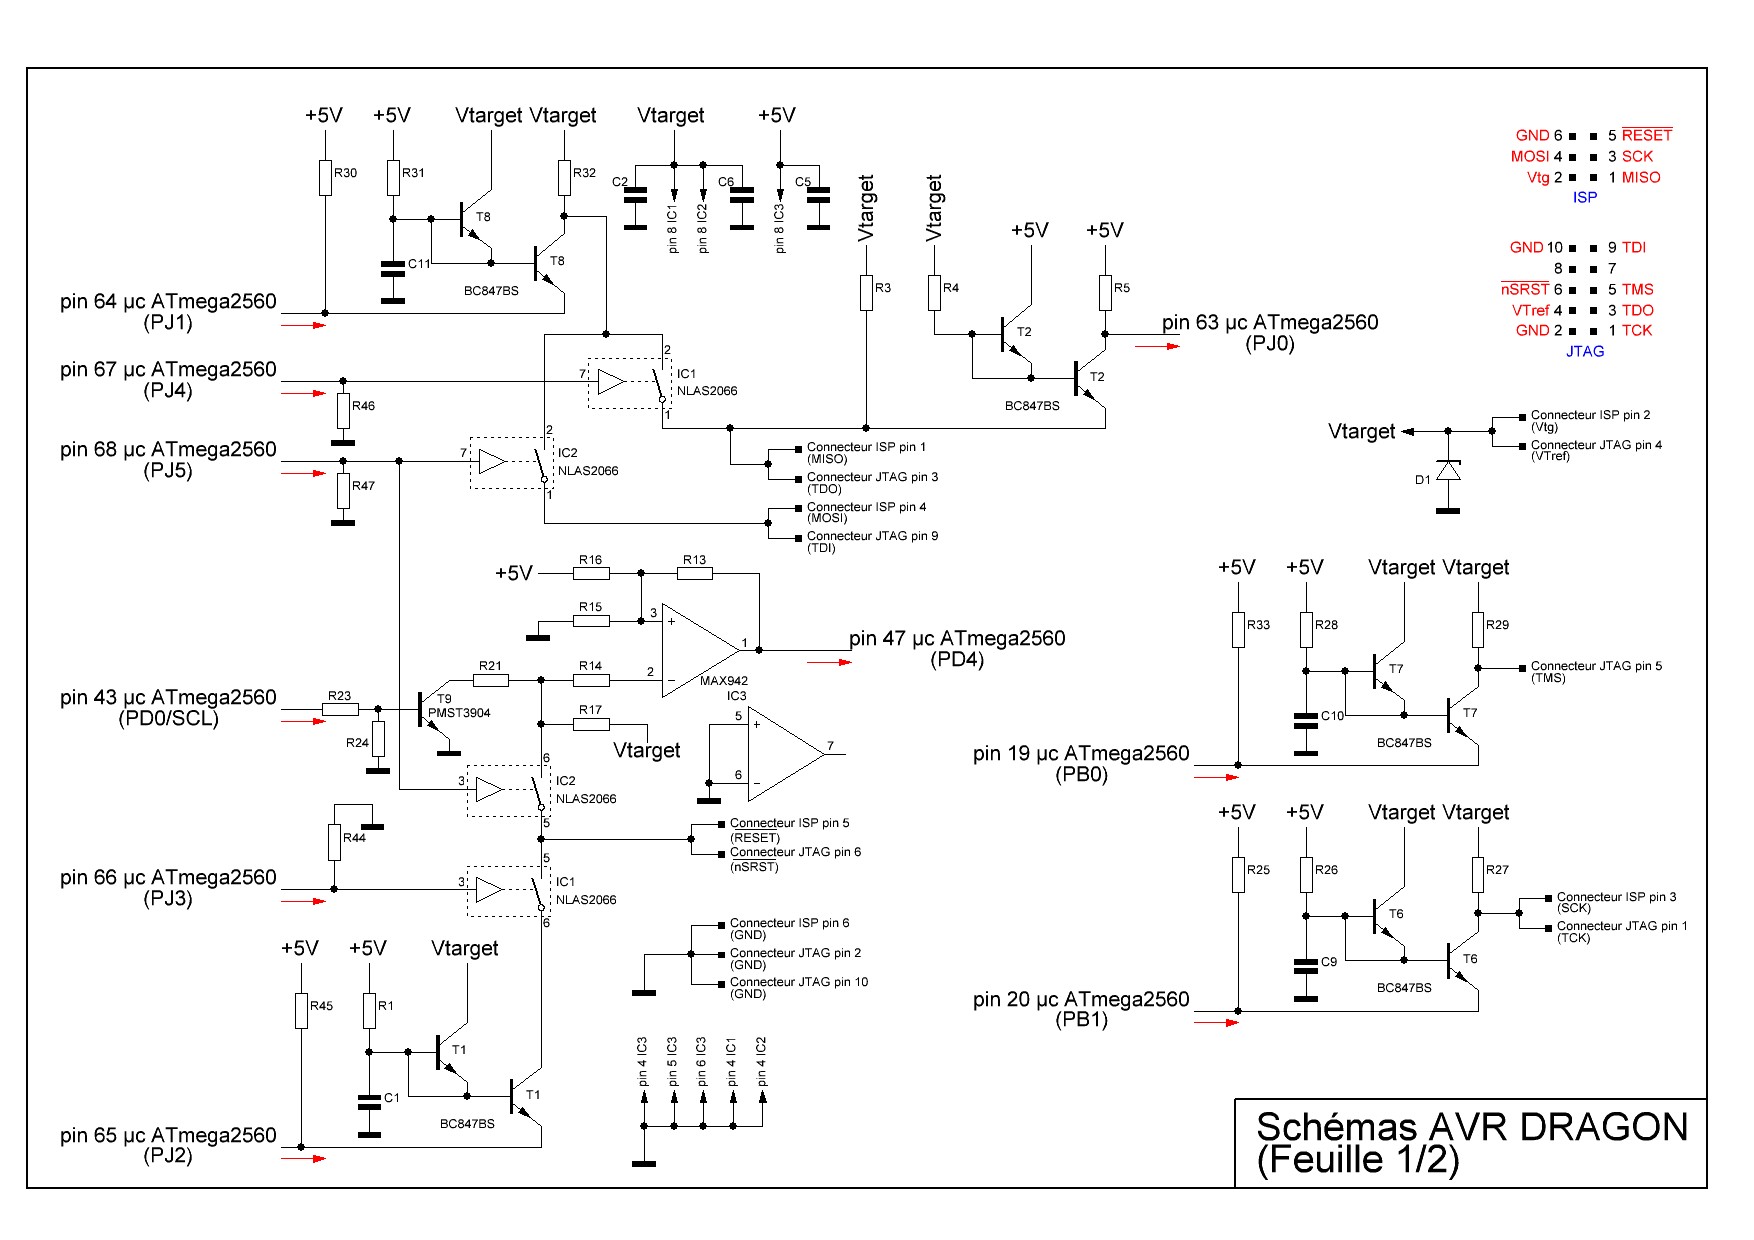 +5V
+5V
Vtarget
Vtarget
R30
R31
R32
T8
T8
C11
BC847BS
pin 64 µc ATmega2560
(PJ1)
Vtarget
+5V
C2
C6
C5
pin 8 IC1
pin 8 IC2
pin 8 IC3
Vtarget
Vtarget
+5V
+5V
R3
R4
R5
T2
T2
BC847BS
pin 63 µc ATmega2560
(PJ0)
GND 6 5 RESET
MOSI 4 3 SCK
Vtg 2 1 MISO
ISP
GND 10 9 TDI
8 7
nSRST 6 5 TMS
VTref 4 3 TDO
GND 2 1 TCK
JTAG
pin 67 µc ATmega2560
(PJ4)
R46
7
2
1
IC1
NLAS2066
pin 68 µc ATmega2560
(PJ5)
R47
7
2
1
IC2
NLAS2066
Connecteur ISP pin 1
(MISO)
Connecteur JTAG pin 3
(TDO)
Connecteur ISP pin 4
(MOSI)
Connecteur JTAG pin 9
(TDI)
Vtarget
D1
Connecteur ISP pin 2
(Vtg)
Connecteur JTAG pin 4
(VTref)
+5V
R16
R13
R15
3
+
1
2
−
R21
R14
R17
Vtarget
MAX942
IC3
5
+
7
6
−
pin 47 µc ATmega2560
(PD4)
pin 43 µc ATmega2560
(PD0/SCL)
R23
R24
T9
PMST3904
3
6
5
IC2
NLAS2066
Connecteur ISP pin 5
(RESET)
Connecteur JTAG pin 6
(nSRST)
R44
pin 66 µc ATmega2560
(PJ3)
3
5
6
IC1
NLAS2066
+5V
+5V
Vtarget
R45
R1
T1
T1
C1
BC847BS
pin 65 µc ATmega2560
(PJ2)
Connecteur ISP pin 6
(GND)
Connecteur JTAG pin 2
(GND)
Connecteur JTAG pin 10
(GND)
pin 4 IC3
pin 5 IC3
pin 6 IC3
pin 4 IC1
pin 4 IC2
+5V
+5V
Vtarget
Vtarget
R33
R28
R29
T7
T7
C10
BC847BS
Connecteur JTAG pin 5
(TMS)
pin 19 µc ATmega2560
(PB0)
+5V
+5V
Vtarget
Vtarget
R25
R26
R27
T6
T6
C9
BC847BS
Connecteur ISP pin 3
(SCK)
Connecteur JTAG pin 1
(TCK)
pin 20 µc ATmega2560
(PB1)
Schémas AVR DRAGON
(Feuille 1/2)